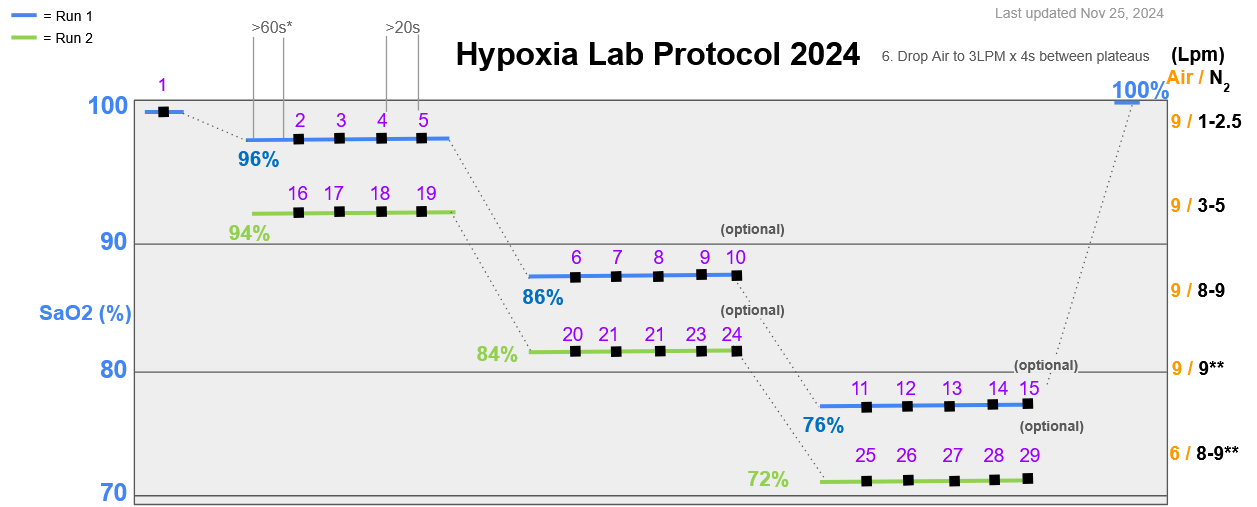 = Run 1
= Run 2
>60s*
>20s
Last updated Nov 25, 2024
Hypoxia Lab Protocol 2024
6. Drop Air to 3LPM x 4s between plateaus
(Lpm)
Air / N2
1
100
100%
2 3 4 5
9 / 1-2.5
96%
16 17 18 19
9 / 3-5
94%
90
(optional)
6 7 8 9 10
86%
9 / 8-9
SaO2 (%)
(optional)
20 21 21 23 24
84%
80
(optional)
9 / 9**
11 12 13 14 15
76%
(optional)
25 26 27 28 29
6 / 8-9**
72%
70